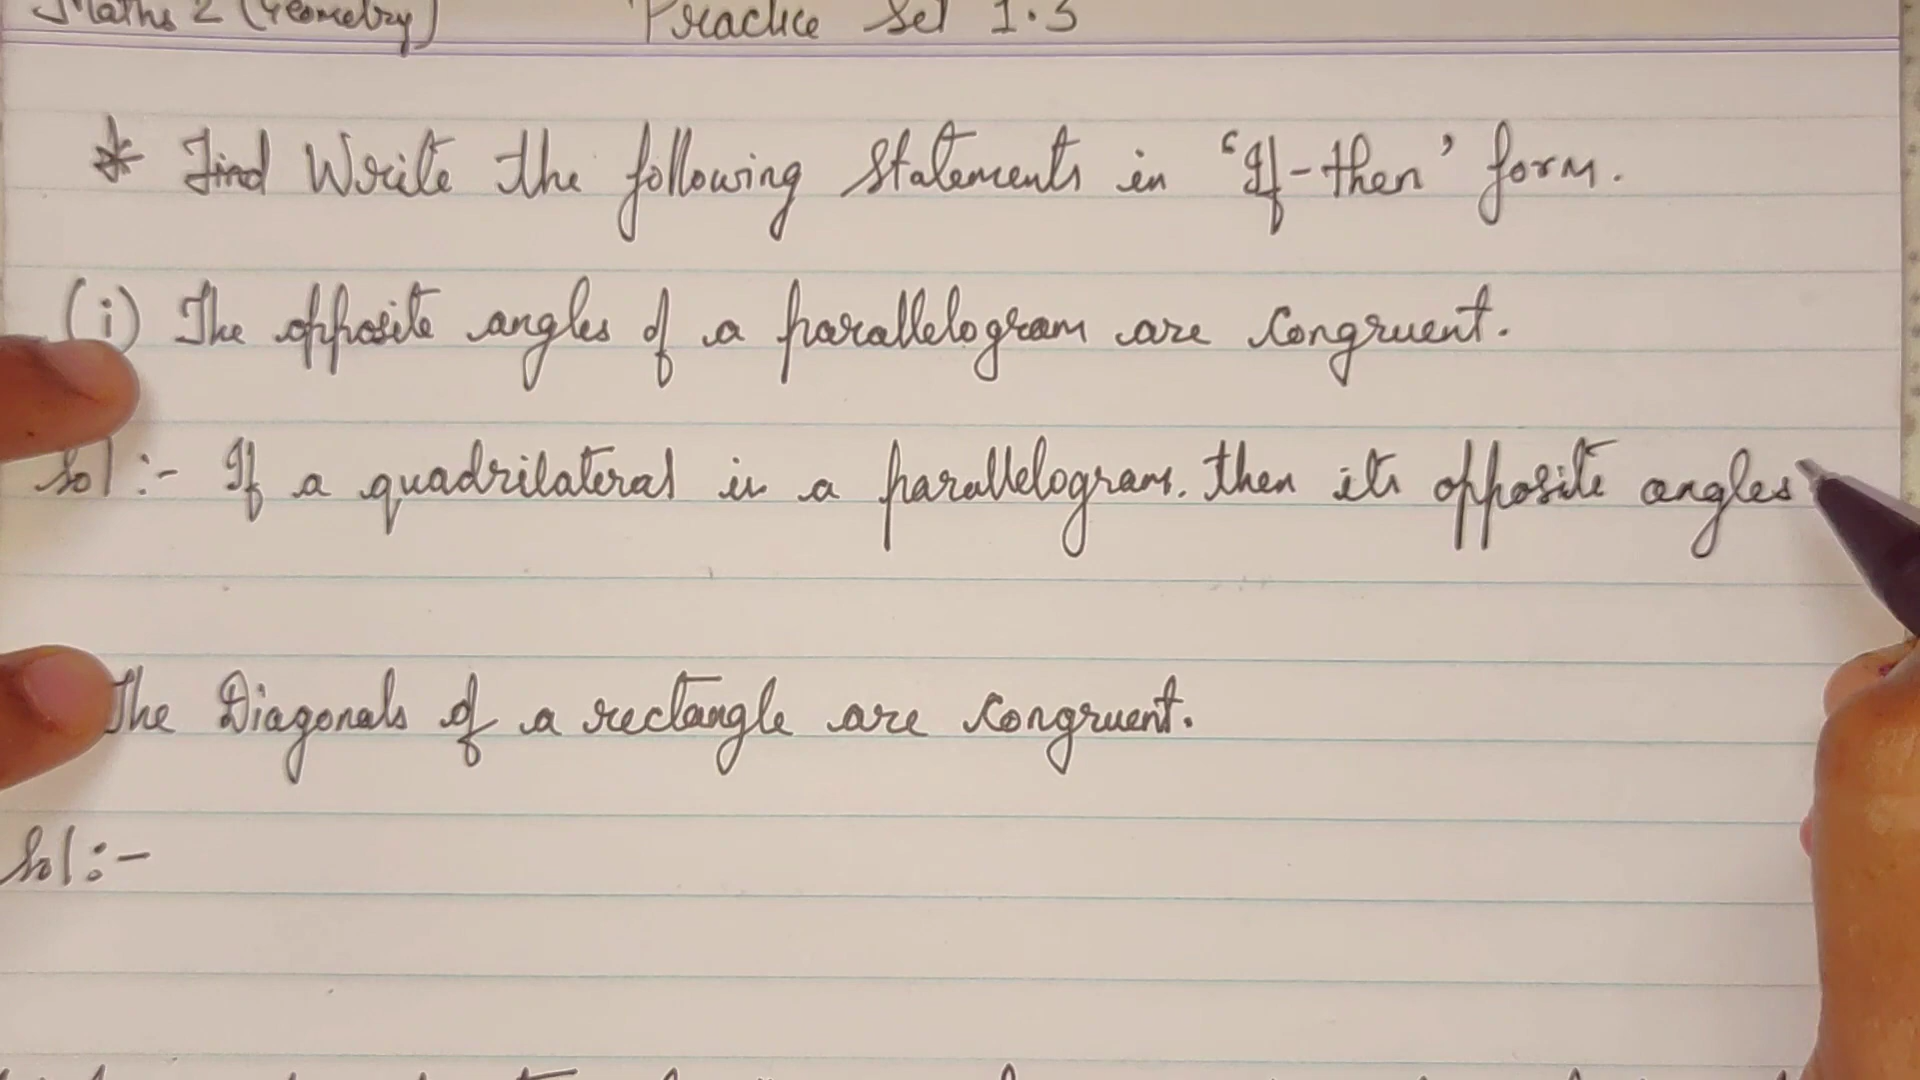 Maths 2 (Geometry) Practice Set 1.3
* Find Write the following Statements in 'If-then' form.
(i) The opposite angles of a parallelogram are congruent.
Sol:- If a quadrilateral is a parallelogram. then its opposite angles
The Diagonals of a rectangle are congruent.
Sol:-